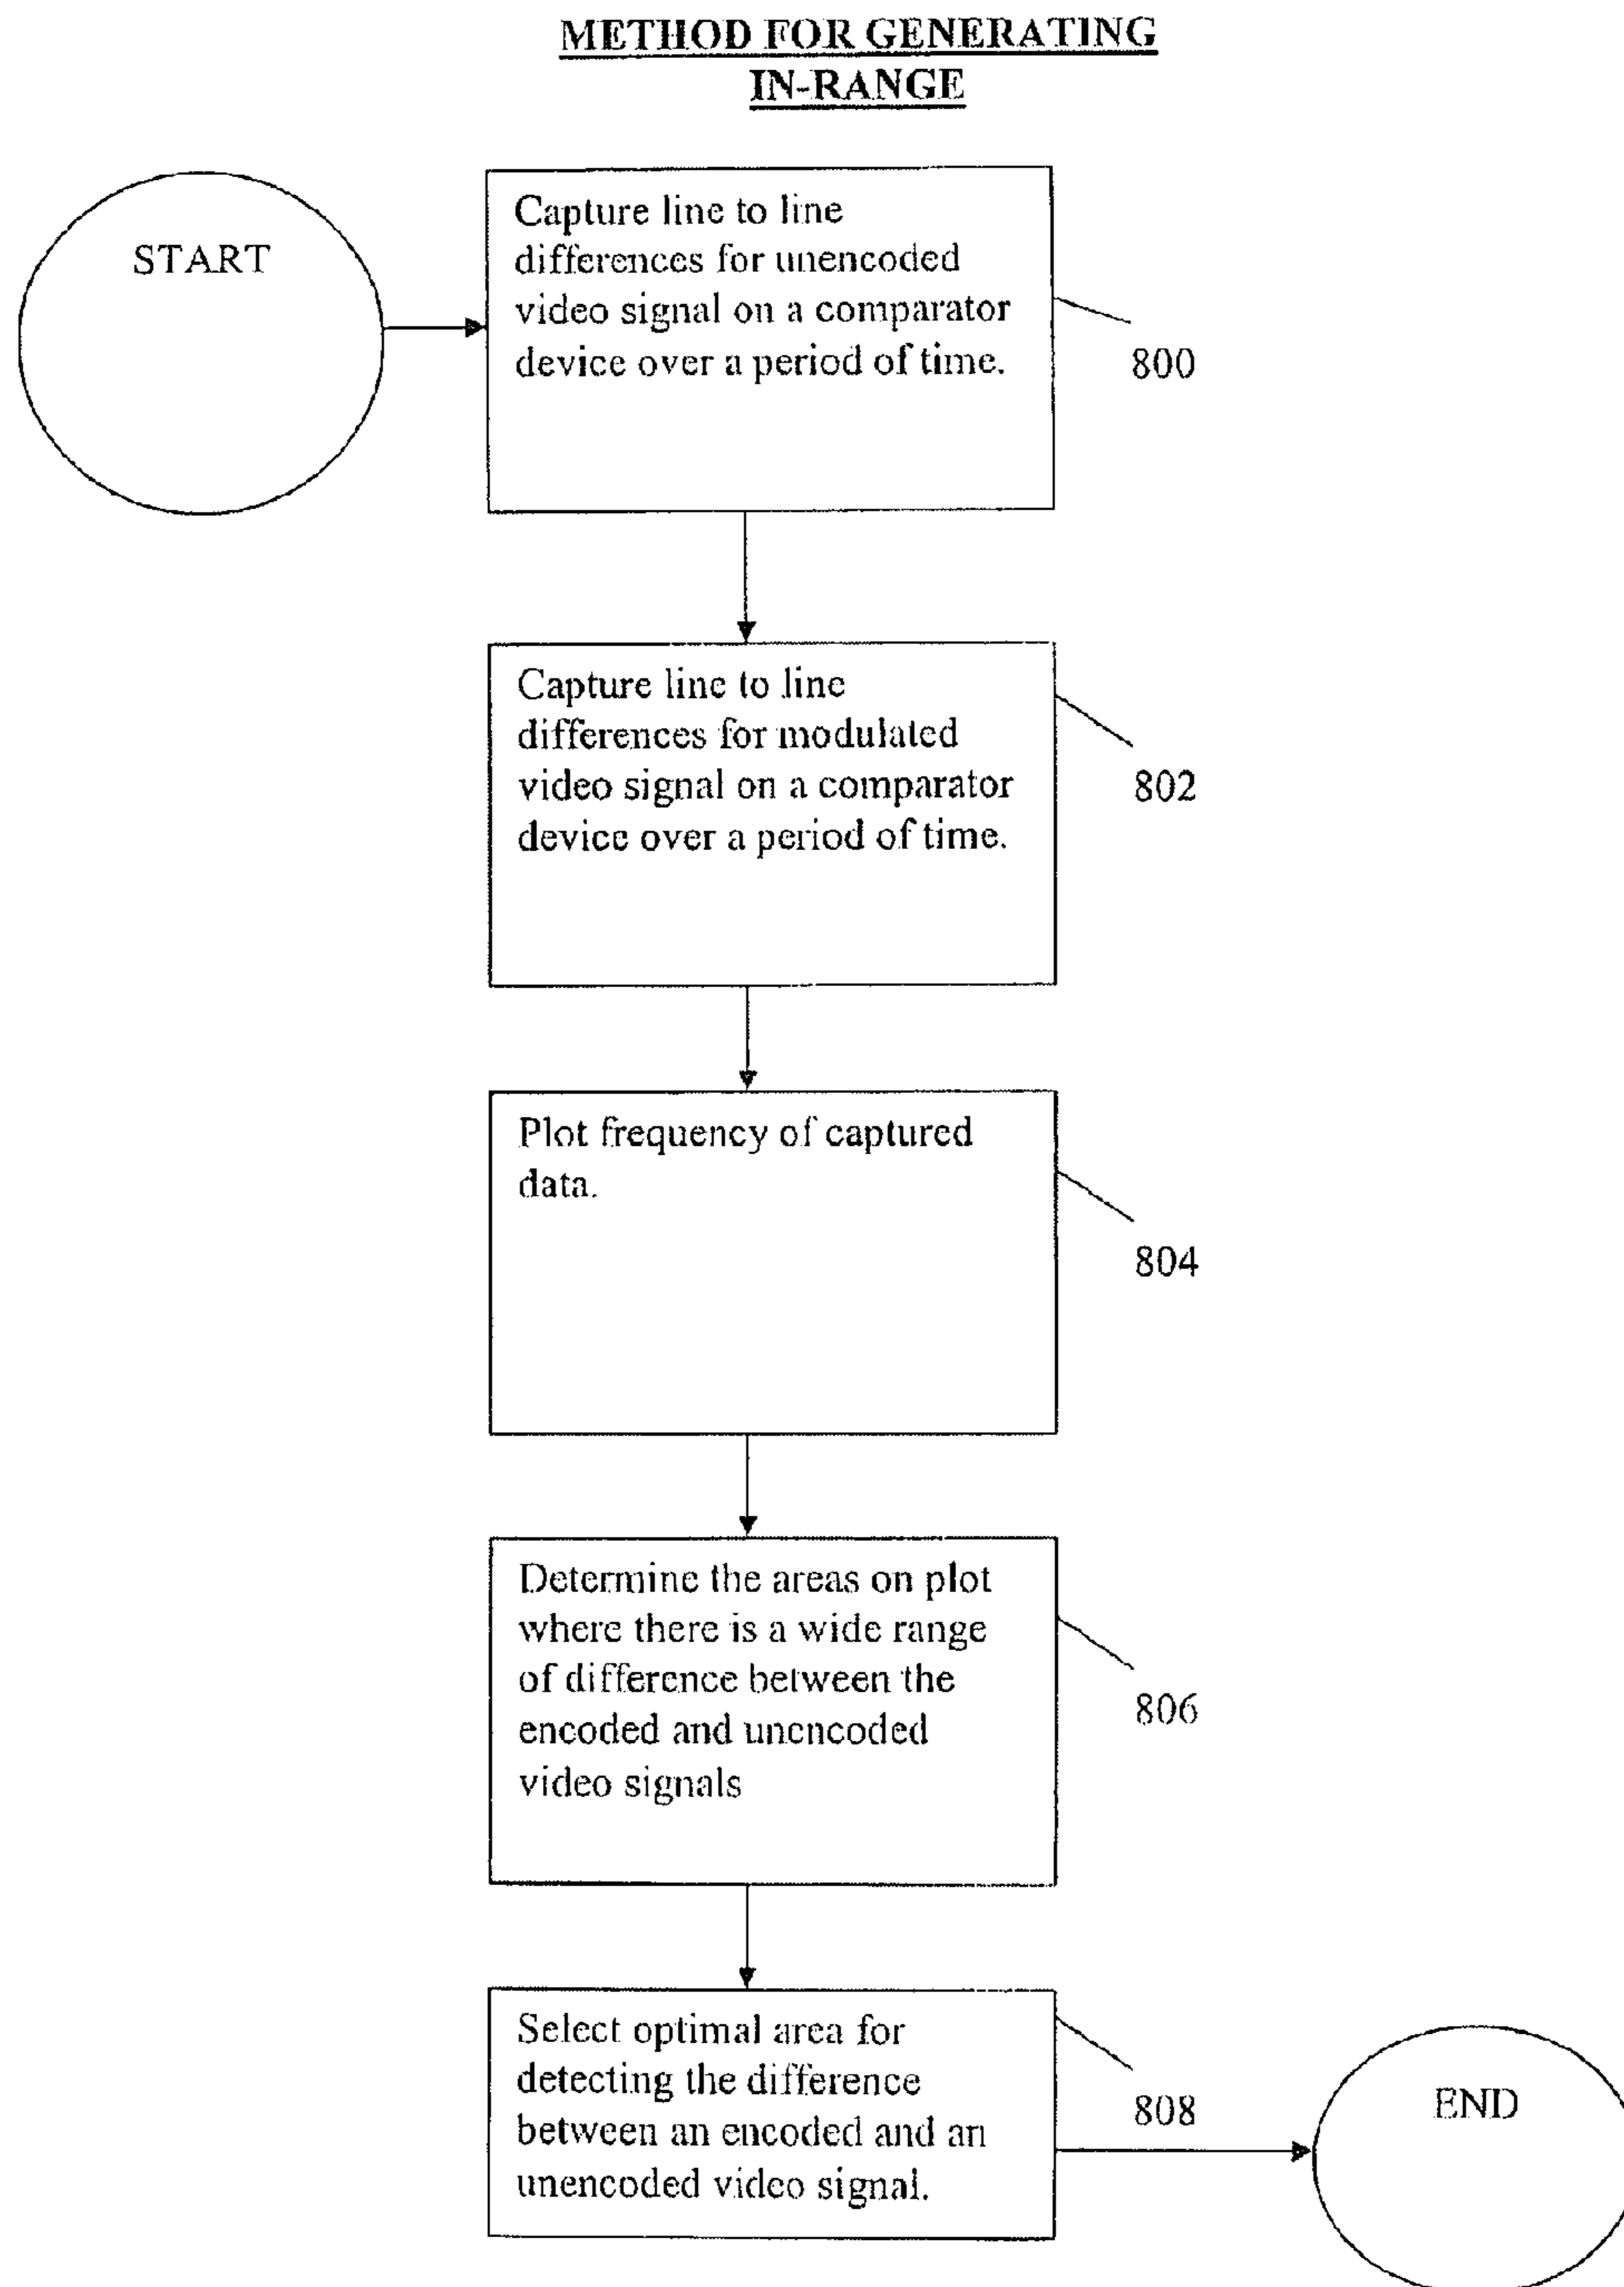 METHOD FOR GENERATING
IN-RANGE
START
Capture line to line
differences for unencoded
video signal on a comparator
device over a period of time.
800
Capture line to line
differences for modulated
video signal on a comparator
device over a period of time.
802
Plot frequency of captured
data.
804
Determine the areas on plot
where there is a wide range
of difference between the
encoded and unencoded
video signals
806
Select optimal area for
detecting the difference
between an encoded and an
unencoded video signal.
808
END